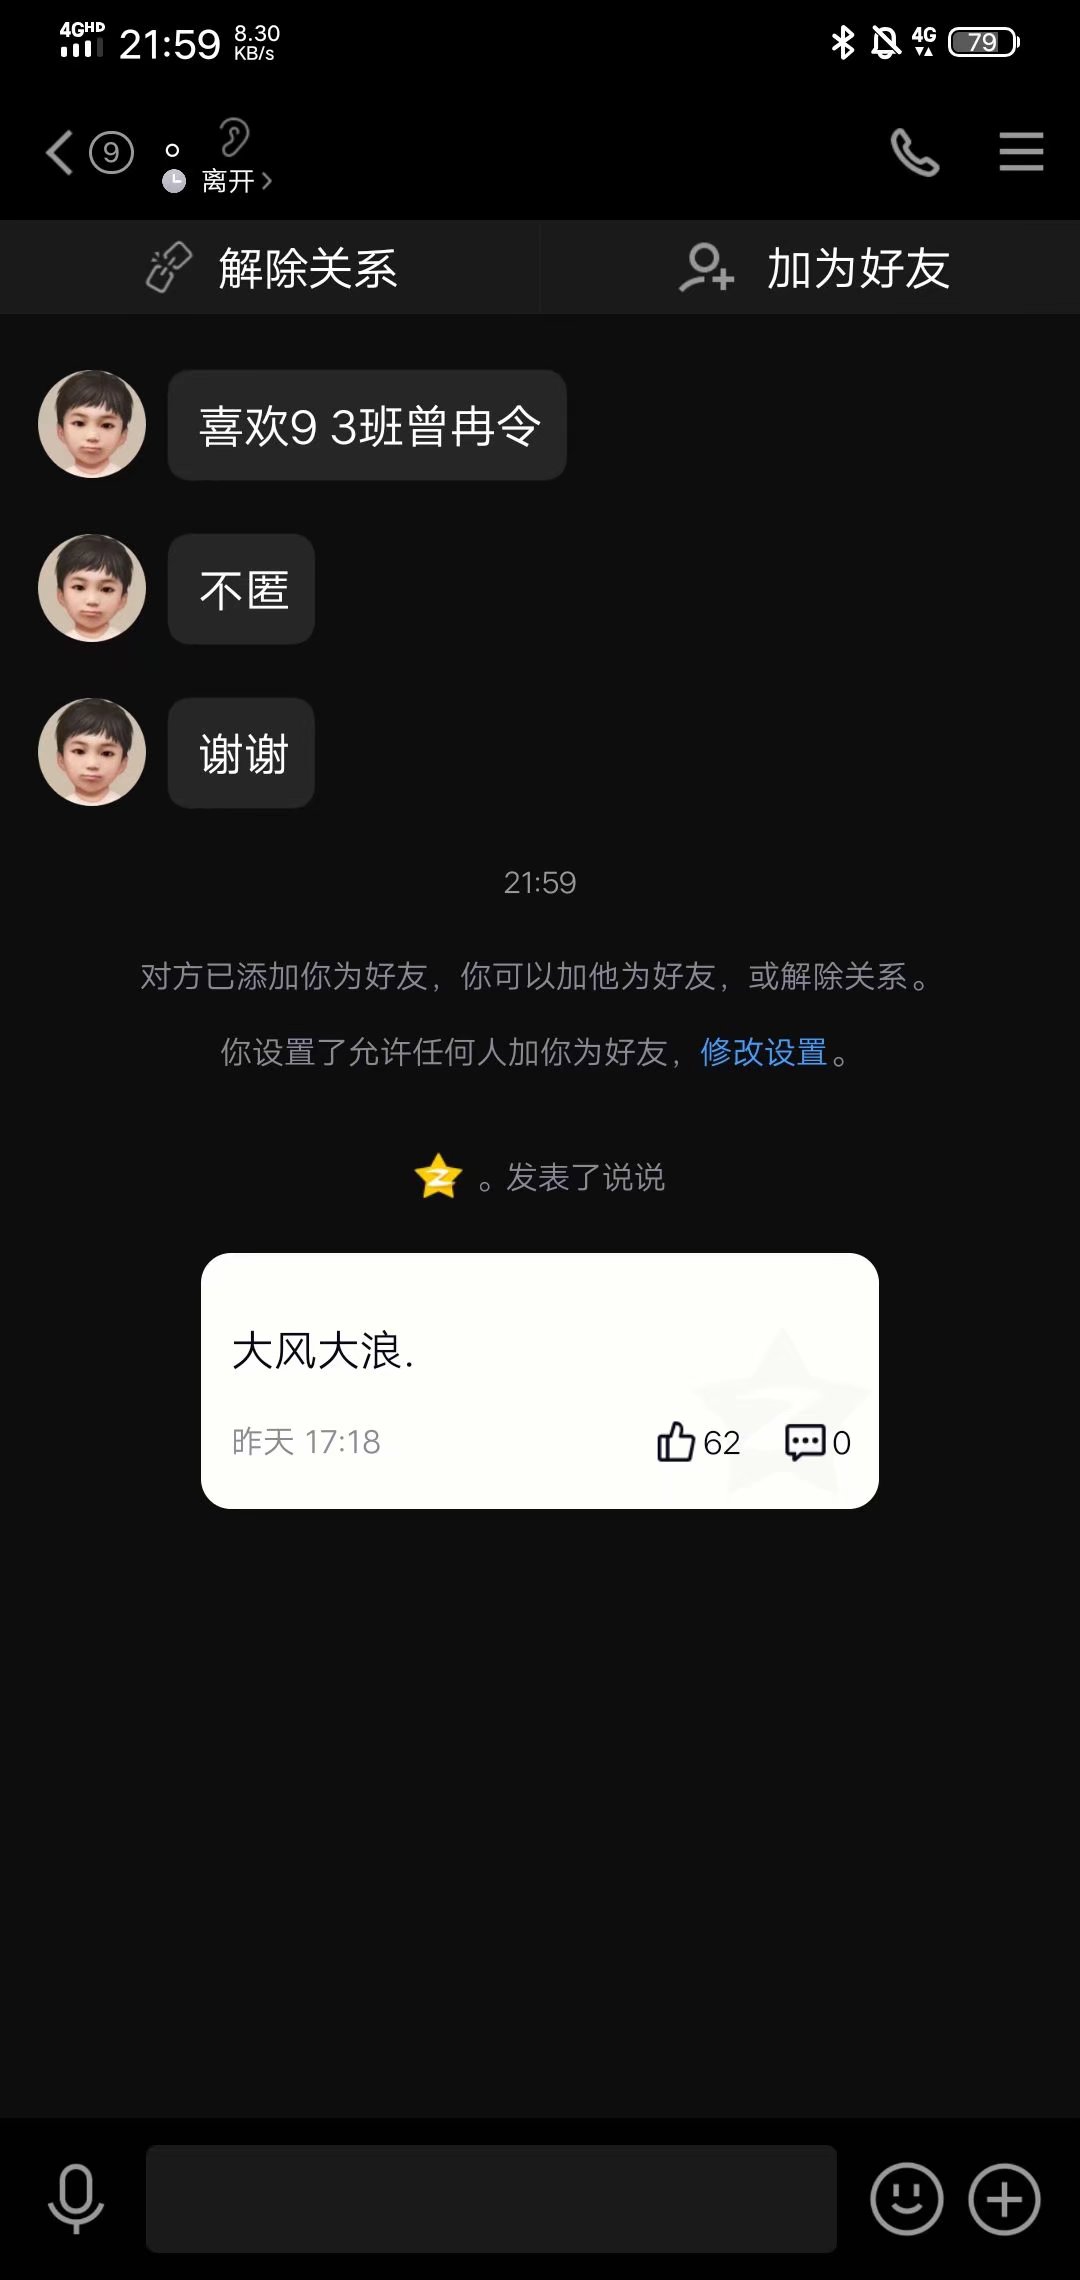 4GHD 21:59 8.30 KB/s 4G 79
9 。
离开
解除关系 加为好友
喜欢9 3班曾冉令
不匿
谢谢
21:59
对方已添加你为好友，你可以加他为好友，或解除关系。
你设置了允许任何人加你为好友，修改设置。
。发表了说说
大风大浪.
昨天 17:18 62 0